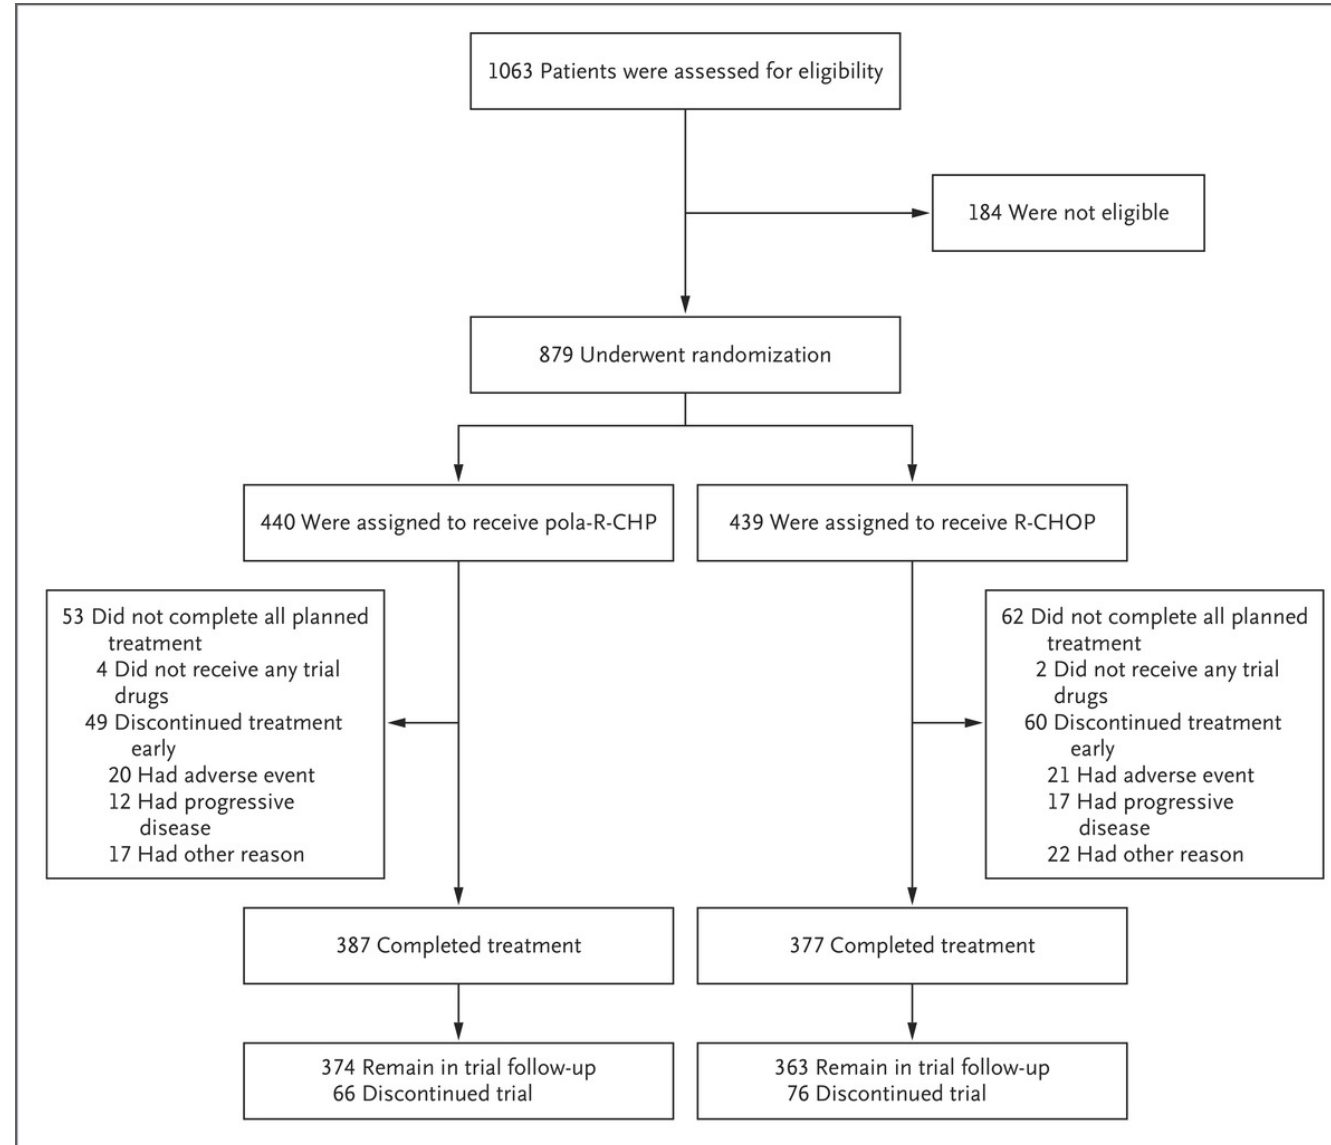 1063 Patients were assessed for eligibility
184 Were not eligible
879 Underwent randomization
440 Were assigned to receive pola-R-CHP
439 Were assigned to receive R-CHOP
53 Did not complete all planned
treatment
4 Did not receive any trial
drugs
49 Discontinued treatment
early
20 Had adverse event
12 Had progressive
disease
17 Had other reason
62 Did not complete all planned
treatment
2 Did not receive any trial
drugs
60 Discontinued treatment
early
21 Had adverse event
17 Had progressive
disease
22 Had other reason
387 Completed treatment
377 Completed treatment
374 Remain in trial follow-up
66 Discontinued trial
363 Remain in trial follow-up
76 Discontinued trial